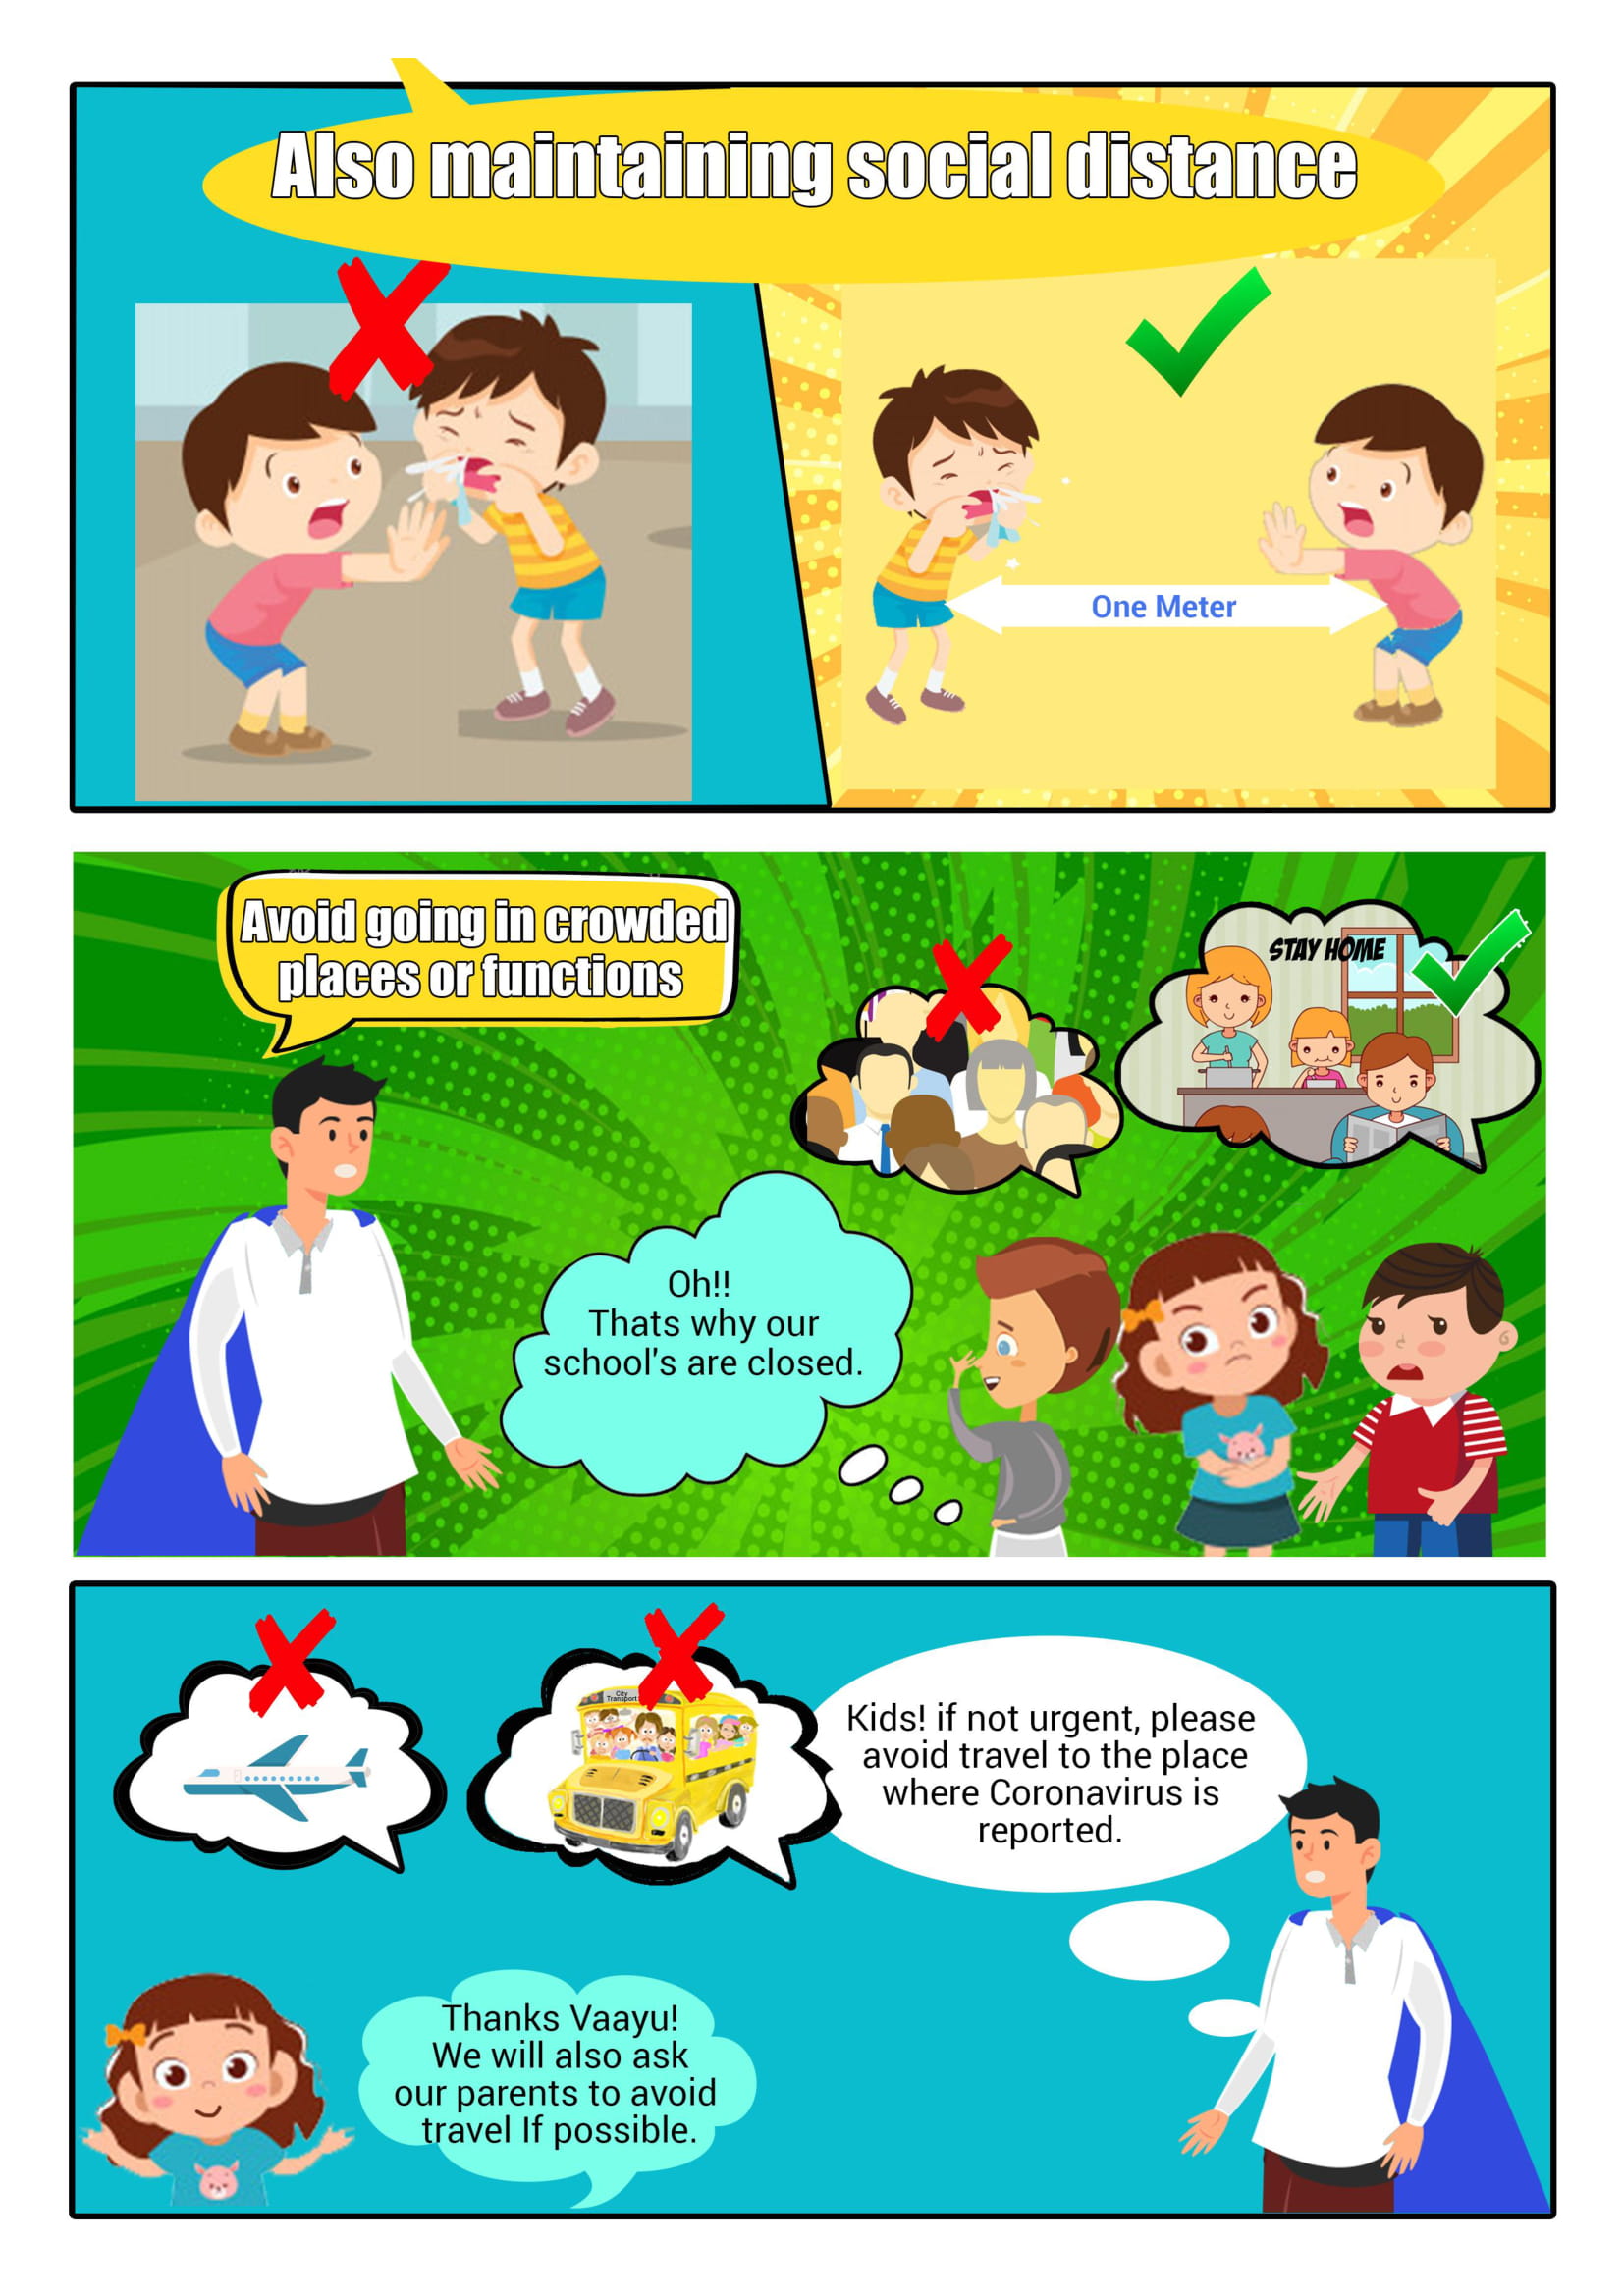 Also maintaining social distance
One Meter
Avoid going in crowded
places or functions
STAY HOME
Oh!!
Thats why our
school's are closed.
City
Transport
Kids! if not urgent, please
avoid travel to the place
where Coronavirus is
reported.
Thanks Vaayu!
We will also ask
our parents to avoid
travel If possible.